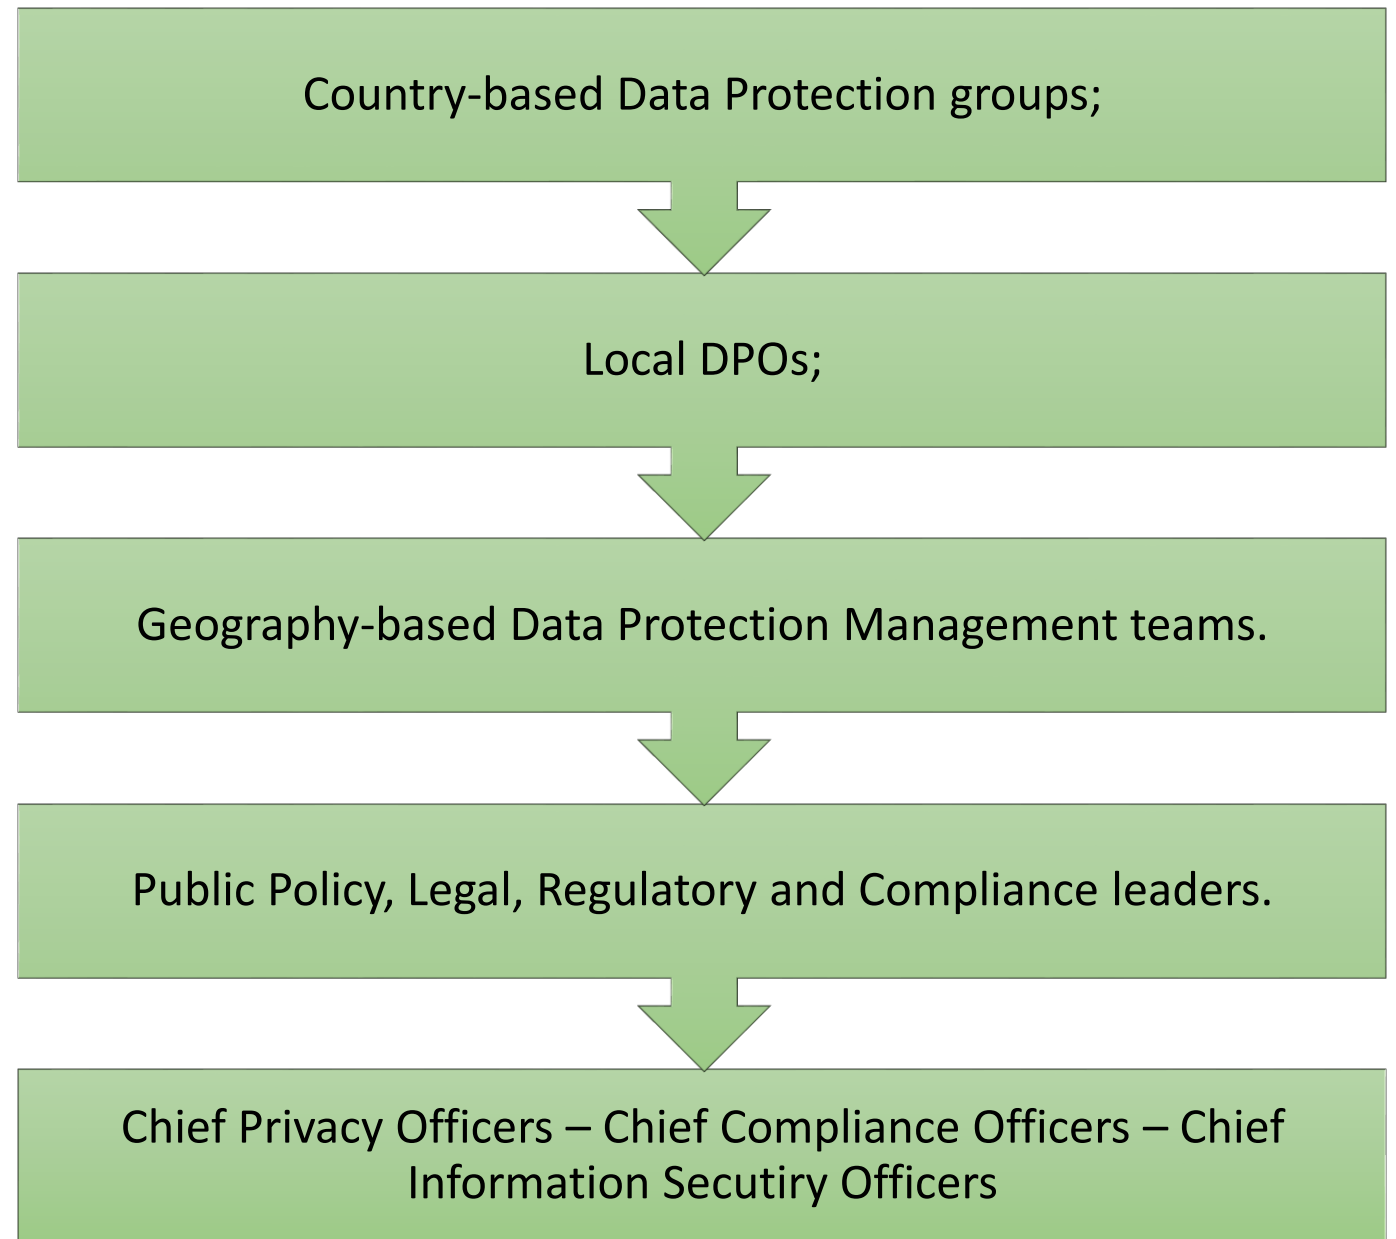 Country-based Data Protection groups;
Local DPOs;
Geography-based Data Protection Management teams.
Public Policy, Legal, Regulatory and Compliance leaders.
Chief Privacy Officers – Chief Compliance Officers – Chief
Information Secutiry Officers